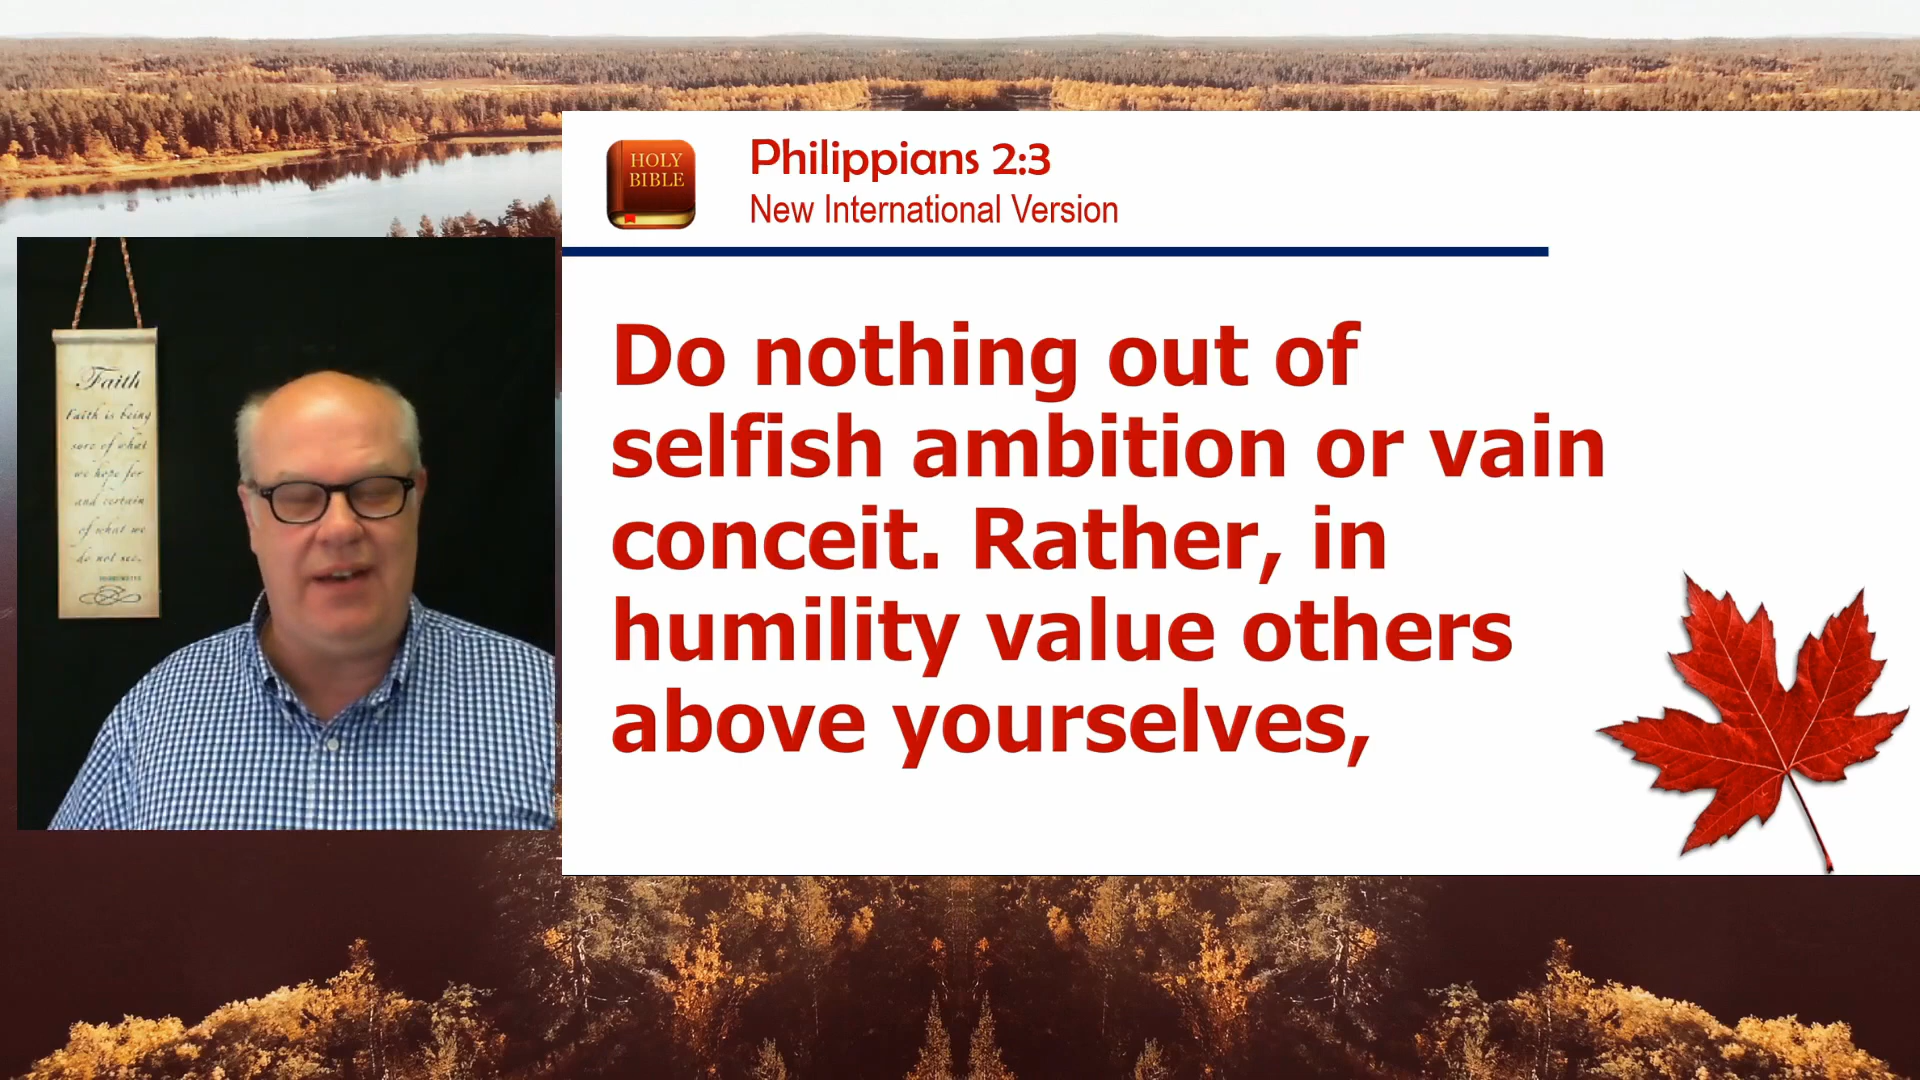 HOLY
BIBLE
Philippians 2:3
New International Version
Do nothing out of
selfish ambition or vain
conceit. Rather, in
humility value others
above yourselves,
Faith
Faith is being
sure of what
we hope for
and certain
of what we
do not see.